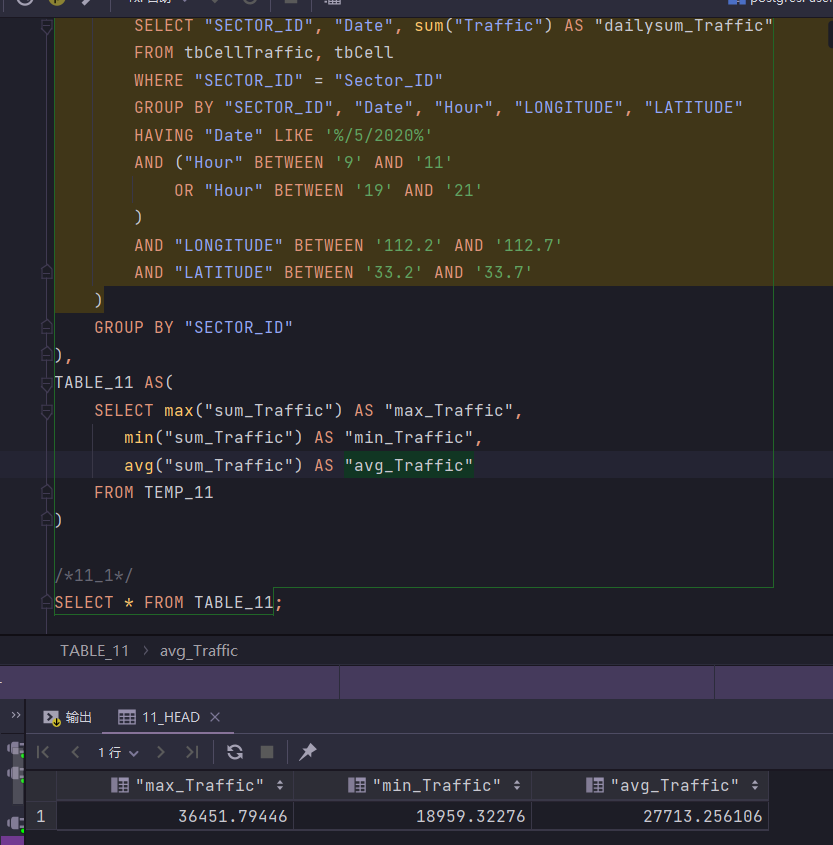 SELECT "SECTOR_ID", "Date", sum("Traffic") AS "dailysum_Traffic"
FROM tbCellTraffic, tbCell
WHERE "SECTOR_ID" = "Sector_ID"
GROUP BY "SECTOR_ID", "Date", "Hour", "LONGITUDE", "LATITUDE"
HAVING "Date" LIKE '%/5/2020%'
AND ("Hour" BETWEEN '9' AND '11'
OR "Hour" BETWEEN '19' AND '21'
)
AND "LONGITUDE" BETWEEN '112.2' AND '112.7'
AND "LATITUDE" BETWEEN '33.2' AND '33.7'
)
GROUP BY "SECTOR_ID"
),
TABLE_11 AS(
SELECT max("sum_Traffic") AS "max_Traffic",
min("sum_Traffic") AS "min_Traffic",
avg("sum_Traffic") AS "avg_Traffic"
FROM TEMP_11
)
/*11_1*/
SELECT * FROM TABLE_11;
TABLE_11 › avg_Traffic
» 输出 11_HEAD ×
1 行
"max_Traffic" "min_Traffic" "avg_Traffic"
1 36451.79446 18959.32276 27713.256106